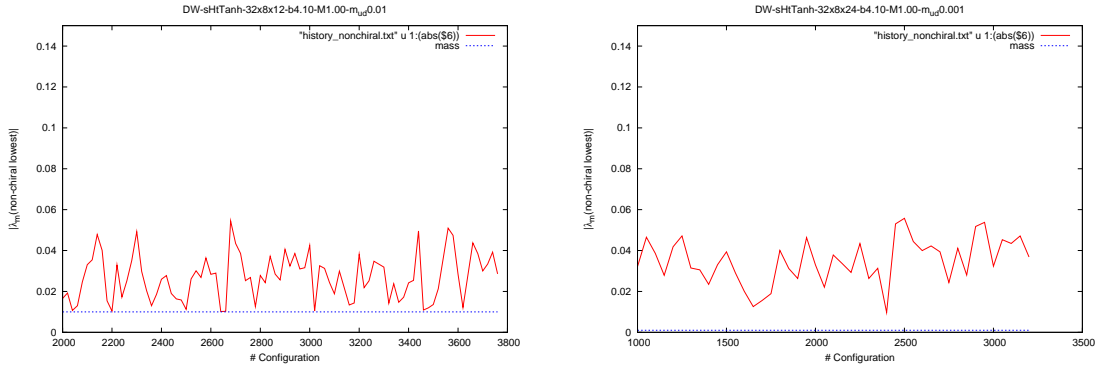 DW-sHtTanh-32x8x12-b4.10-M1.00-mud0.01
"history_nonchiral.txt" u 1:(abs($6))
mass
|λm(non-chiral lowest)|
0.14
0.12
0.1
0.08
0.06
0.04
0.02
0
2000 2200 2400 2600 2800 3000 3200 3400 3600 3800
# Configuration
DW-sHtTanh-32x8x24-b4.10-M1.00-mud0.001
"history_nonchiral.txt" u 1:(abs($6))
mass
|λm(non-chiral lowest)|
0.14
0.12
0.1
0.08
0.06
0.04
0.02
0
1000 1500 2000 2500 3000 3500
# Configuration